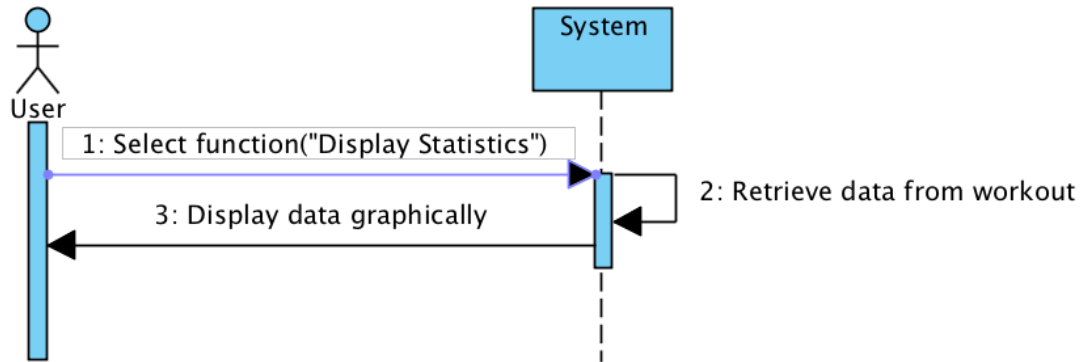 System
User
1: Select function("Display Statistics")
2: Retrieve data from workout
3: Display data graphically